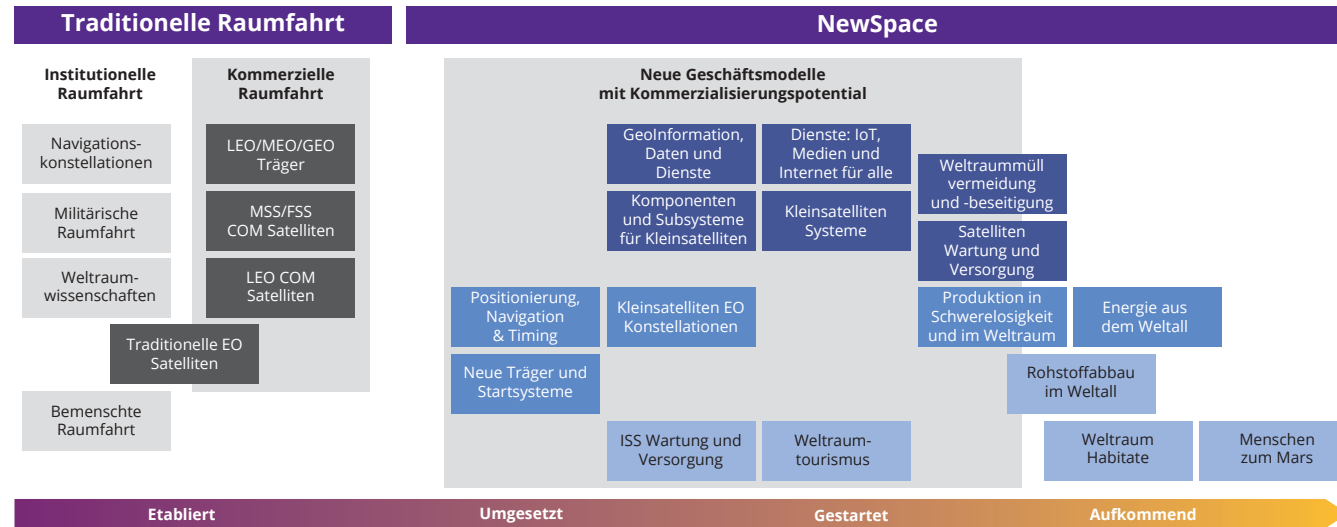 Traditionelle Raumfahrt
NewSpace
Institutionelle
Raumfahrt
Kommerzielle
Raumfahrt
Navigations-
konstellationen
LEO/MEO/GEO
Träger
Militärische
Raumfahrt
MSS/FSS
COM Satelliten
Weltraum-
wissenschaften
LEO COM
Satelliten
Traditionelle EO
Satelliten
Bemenschte
Raumfahrt
Neue Geschäftsmodelle
mit Kommerzialisierungspotential
GeoInformation,
Daten und
Dienste
Dienste: IoT,
Medien und
Internet für alle
Weltraummüll
vermeidung
und -beseitigung
Komponenten
und Subsysteme
für Kleinsatelliten
Kleinsatelliten
Systeme
Satelliten
Wartung und
Versorgung
Positionierung,
Navigation
& Timing
Kleinsatelliten EO
Konstellationen
Produktion in
Schwerelosigkeit
und im Weltraum
Energie aus
dem Weltall
Neue Träger und
Startsysteme
Rohstoffabbau
im Weltall
ISS Wartung und
Versorgung
Weltraum-
tourismus
Weltraum
Habitate
Menschen
zum Mars
Etabliert
Umgesetzt
Gestartet
Aufkommend